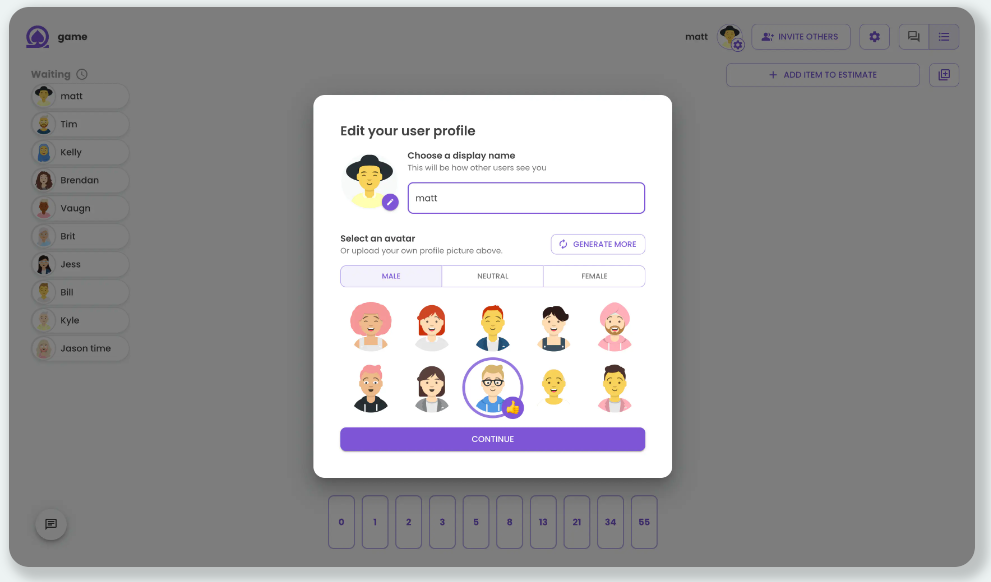 game
matt
INVITE OTHERS
Waiting
ADD ITEM TO ESTIMATE
matt
Tim
Kelly
Brendan
Vaugn
Brit
Jess
Bill
Kyle
Jason time
Edit your user profile
Choose a display name
This will be how other users see you
matt
Select an avatar
Or upload your own profile picture above.
GENERATE MORE
MALE NEUTRAL FEMALE
CONTINUE
0 1 2 3 5 8 13 21 34 55